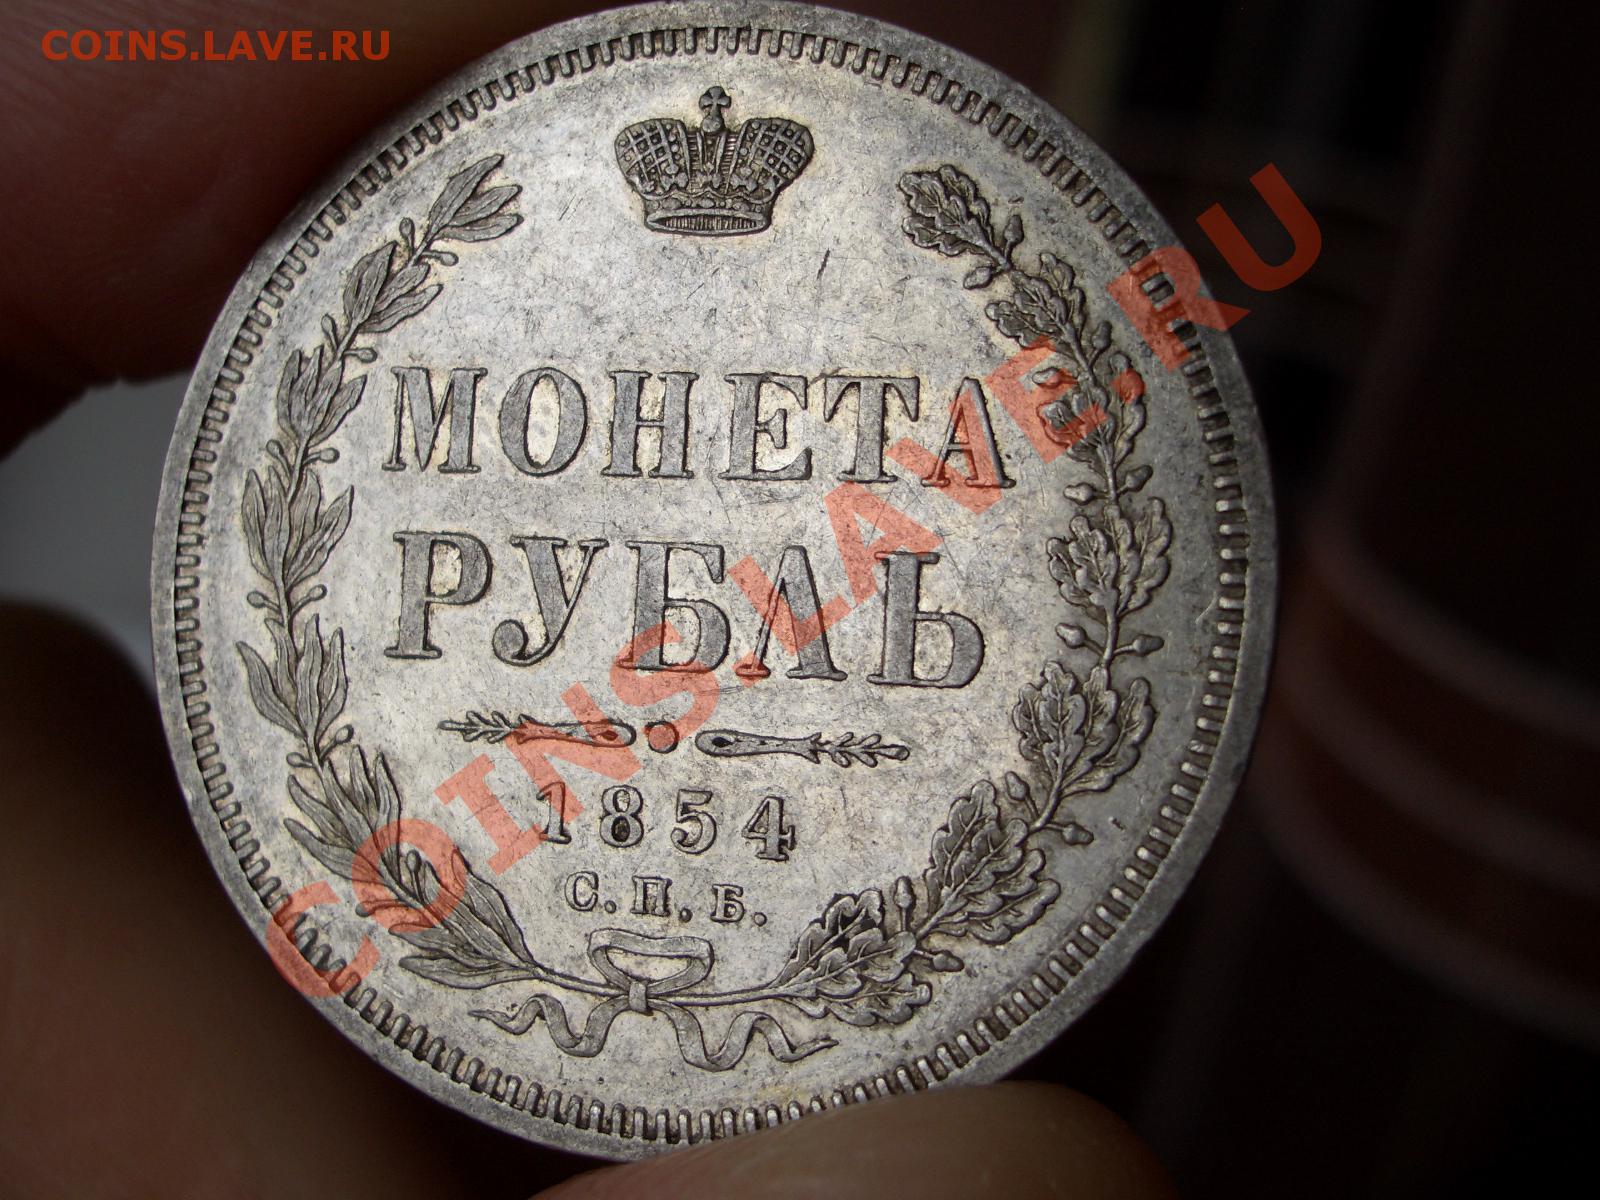 COINS.LAVE.RU
МОНЕТА
РУБЛЬ
1854
С.П.Б.
COINS.LAVE.RU